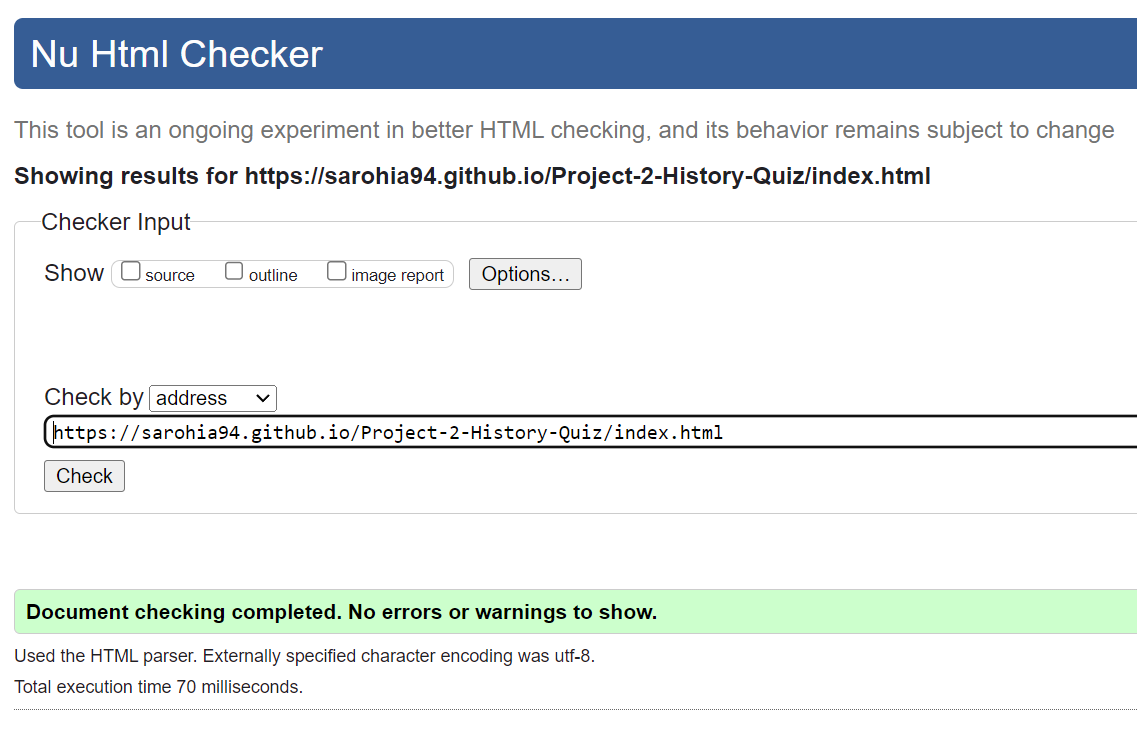 Nu Html Checker
This tool is an ongoing experiment in better HTML checking, and its behavior remains subject to change
Showing results for https://sarohia94.github.io/Project-2-History-Quiz/index.html
Checker Input
Show source outline image report Options...
Check by address
https://sarohia94.github.io/Project-2-History-Quiz/index.html
Check
Document checking completed. No errors or warnings to show.
Used the HTML parser. Externally specified character encoding was utf-8.
Total execution time 70 milliseconds.